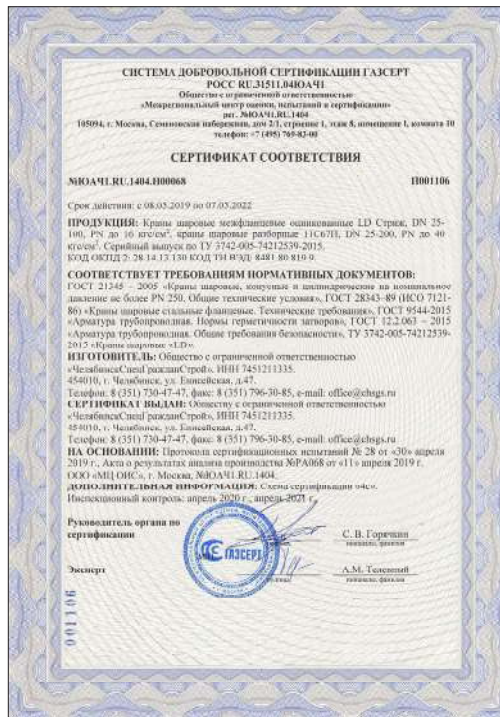 СИСТЕМА ДОБРОВОЛЬНОЙ СЕРТИФИКАЦИИ ГАЗСЕРТ
РОСС RU.31511.04ЮАЧ1
Общество с ограниченной ответственностью
«Межрегиональный центр оценки, испытаний и сертификации»
рег. №ЮАЧ1.RU.1404
105094, г. Москва, Семеновская набережная, дом 2/1, строение 1, этаж 8, помещение I, комната 10
телефон: +7 (495) 769-83-00
СЕРТИФИКАТ СООТВЕТСТВИЯ
№ЮАЧ1.RU.1404.Н00068 П001106
Срок действия: с 08.05.2019 по 07.05.2022
ПРОДУКЦИЯ: Краны шаровые межфланцевые оцинкованные LD Стриж, DN 25-
100, PN до 16 кгс/см², краны шаровые разборные 11С67П, DN 25-200, PN до 40
кгс/см². Серийный выпуск по ТУ 3742-005-74212539-2015.
КОД ОКПД 2: 28.14.13.130 КОД ТН ВЭД: 8481 80 819 9
СООТВЕТСТВУЕТ ТРЕБОВАНИЯМ НОРМАТИВНЫХ ДОКУМЕНТОВ:
ГОСТ 21345 – 2005 «Краны шаровые, конусные и цилиндрические на номинальное
давление не более PN 250. Общие технические условия», ГОСТ 28343-89 (ИСО 7121-
86) «Краны шаровые стальные фланцевые. Технические требования», ГОСТ 9544-2015
«Арматура трубопроводная. Нормы герметичности затворов», ГОСТ 12.2.063 – 2015
«Арматура трубопроводная. Общие требования безопасности», ТУ 3742-005-74212539-
2015 «Краны шаровые «LD».
ИЗГОТОВИТЕЛЬ: Общество с ограниченной ответственностью
«ЧелябинскСпецГражданСтрой», ИНН 7451211335.
454010, г. Челябинск, ул. Енисейская, д.47.
Телефон: 8 (351) 730-47-47, факс: 8 (351) 796-30-85, e-mail: office@chsgs.ru
СЕРТИФИКАТ ВЫДАН: Обществу с ограниченной ответственностью
«ЧелябинскСпецГражданСтрой», ИНН 7451211335.
454010, г. Челябинск, ул. Енисейская, д.47.
Телефон: 8 (351) 730-47-47, факс: 8 (351) 796-30-85, e-mail: office@chsgs.ru
НА ОСНОВАНИИ: Протокола сертификационных испытаний № 28 от «30» апреля
2019 г., Акта о результатах анализа производства №РА068 от «11» апреля 2019 г.
ООО «МЦ ОИС», г. Москва, №ЮАЧ1.RU.1404.
ДОПОЛНИТЕЛЬНАЯ ИНФОРМАЦИЯ: Схема сертификации
Инспекционный контроль: апрель 2020 г., апрель 2021 г.
Руководитель органа по
сертификации
С. В. Горячкин
инициалы, фамилия
ГАЗСЕРТ
Эксперт
А.М. Теленный
подпись
инициалы, фамилия
001106